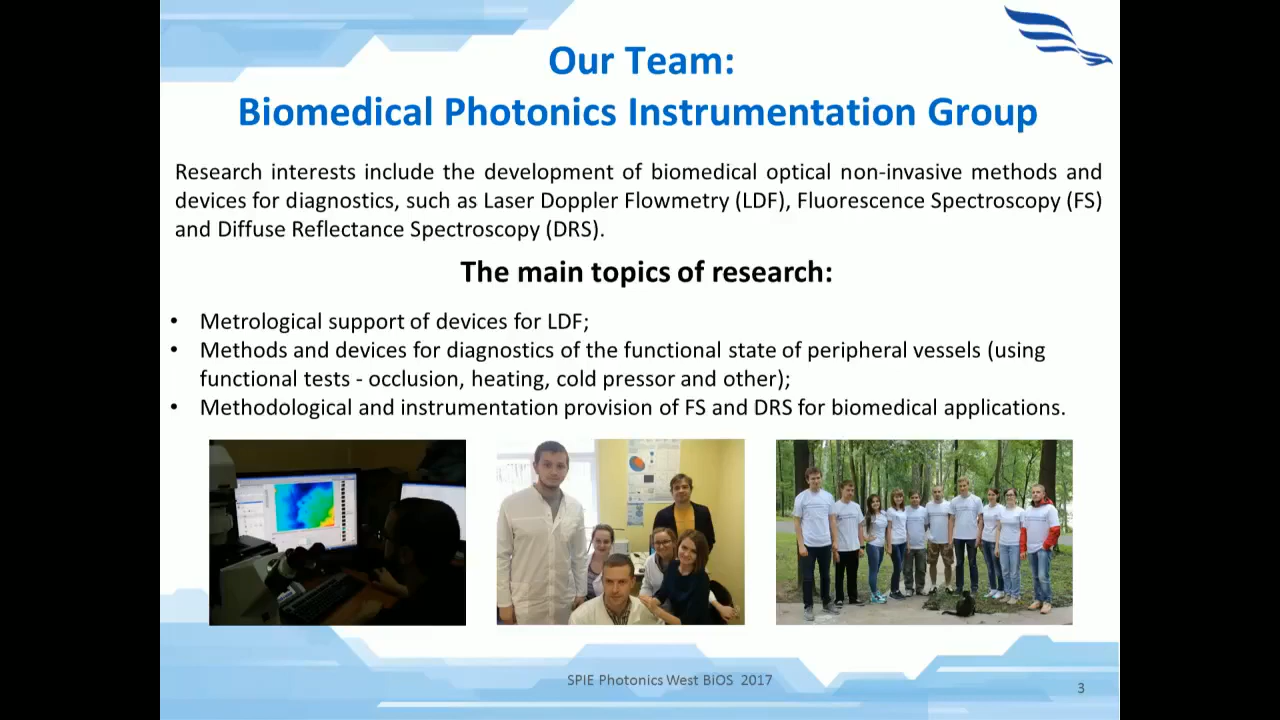 Our Team:
Biomedical Photonics Instrumentation Group
Research interests include the development of biomedical optical non-invasive methods and
devices for diagnostics, such as Laser Doppler Flowmetry (LDF), Fluorescence Spectroscopy (FS)
and Diffuse Reflectance Spectroscopy (DRS).
The main topics of research:
• Metrological support of devices for LDF;
• Methods and devices for diagnostics of the functional state of peripheral vessels (using
functional tests - occlusion, heating, cold pressor and other);
• Methodological and instrumentation provision of FS and DRS for biomedical applications.
SPIE Photonics West BiOS 2017
3